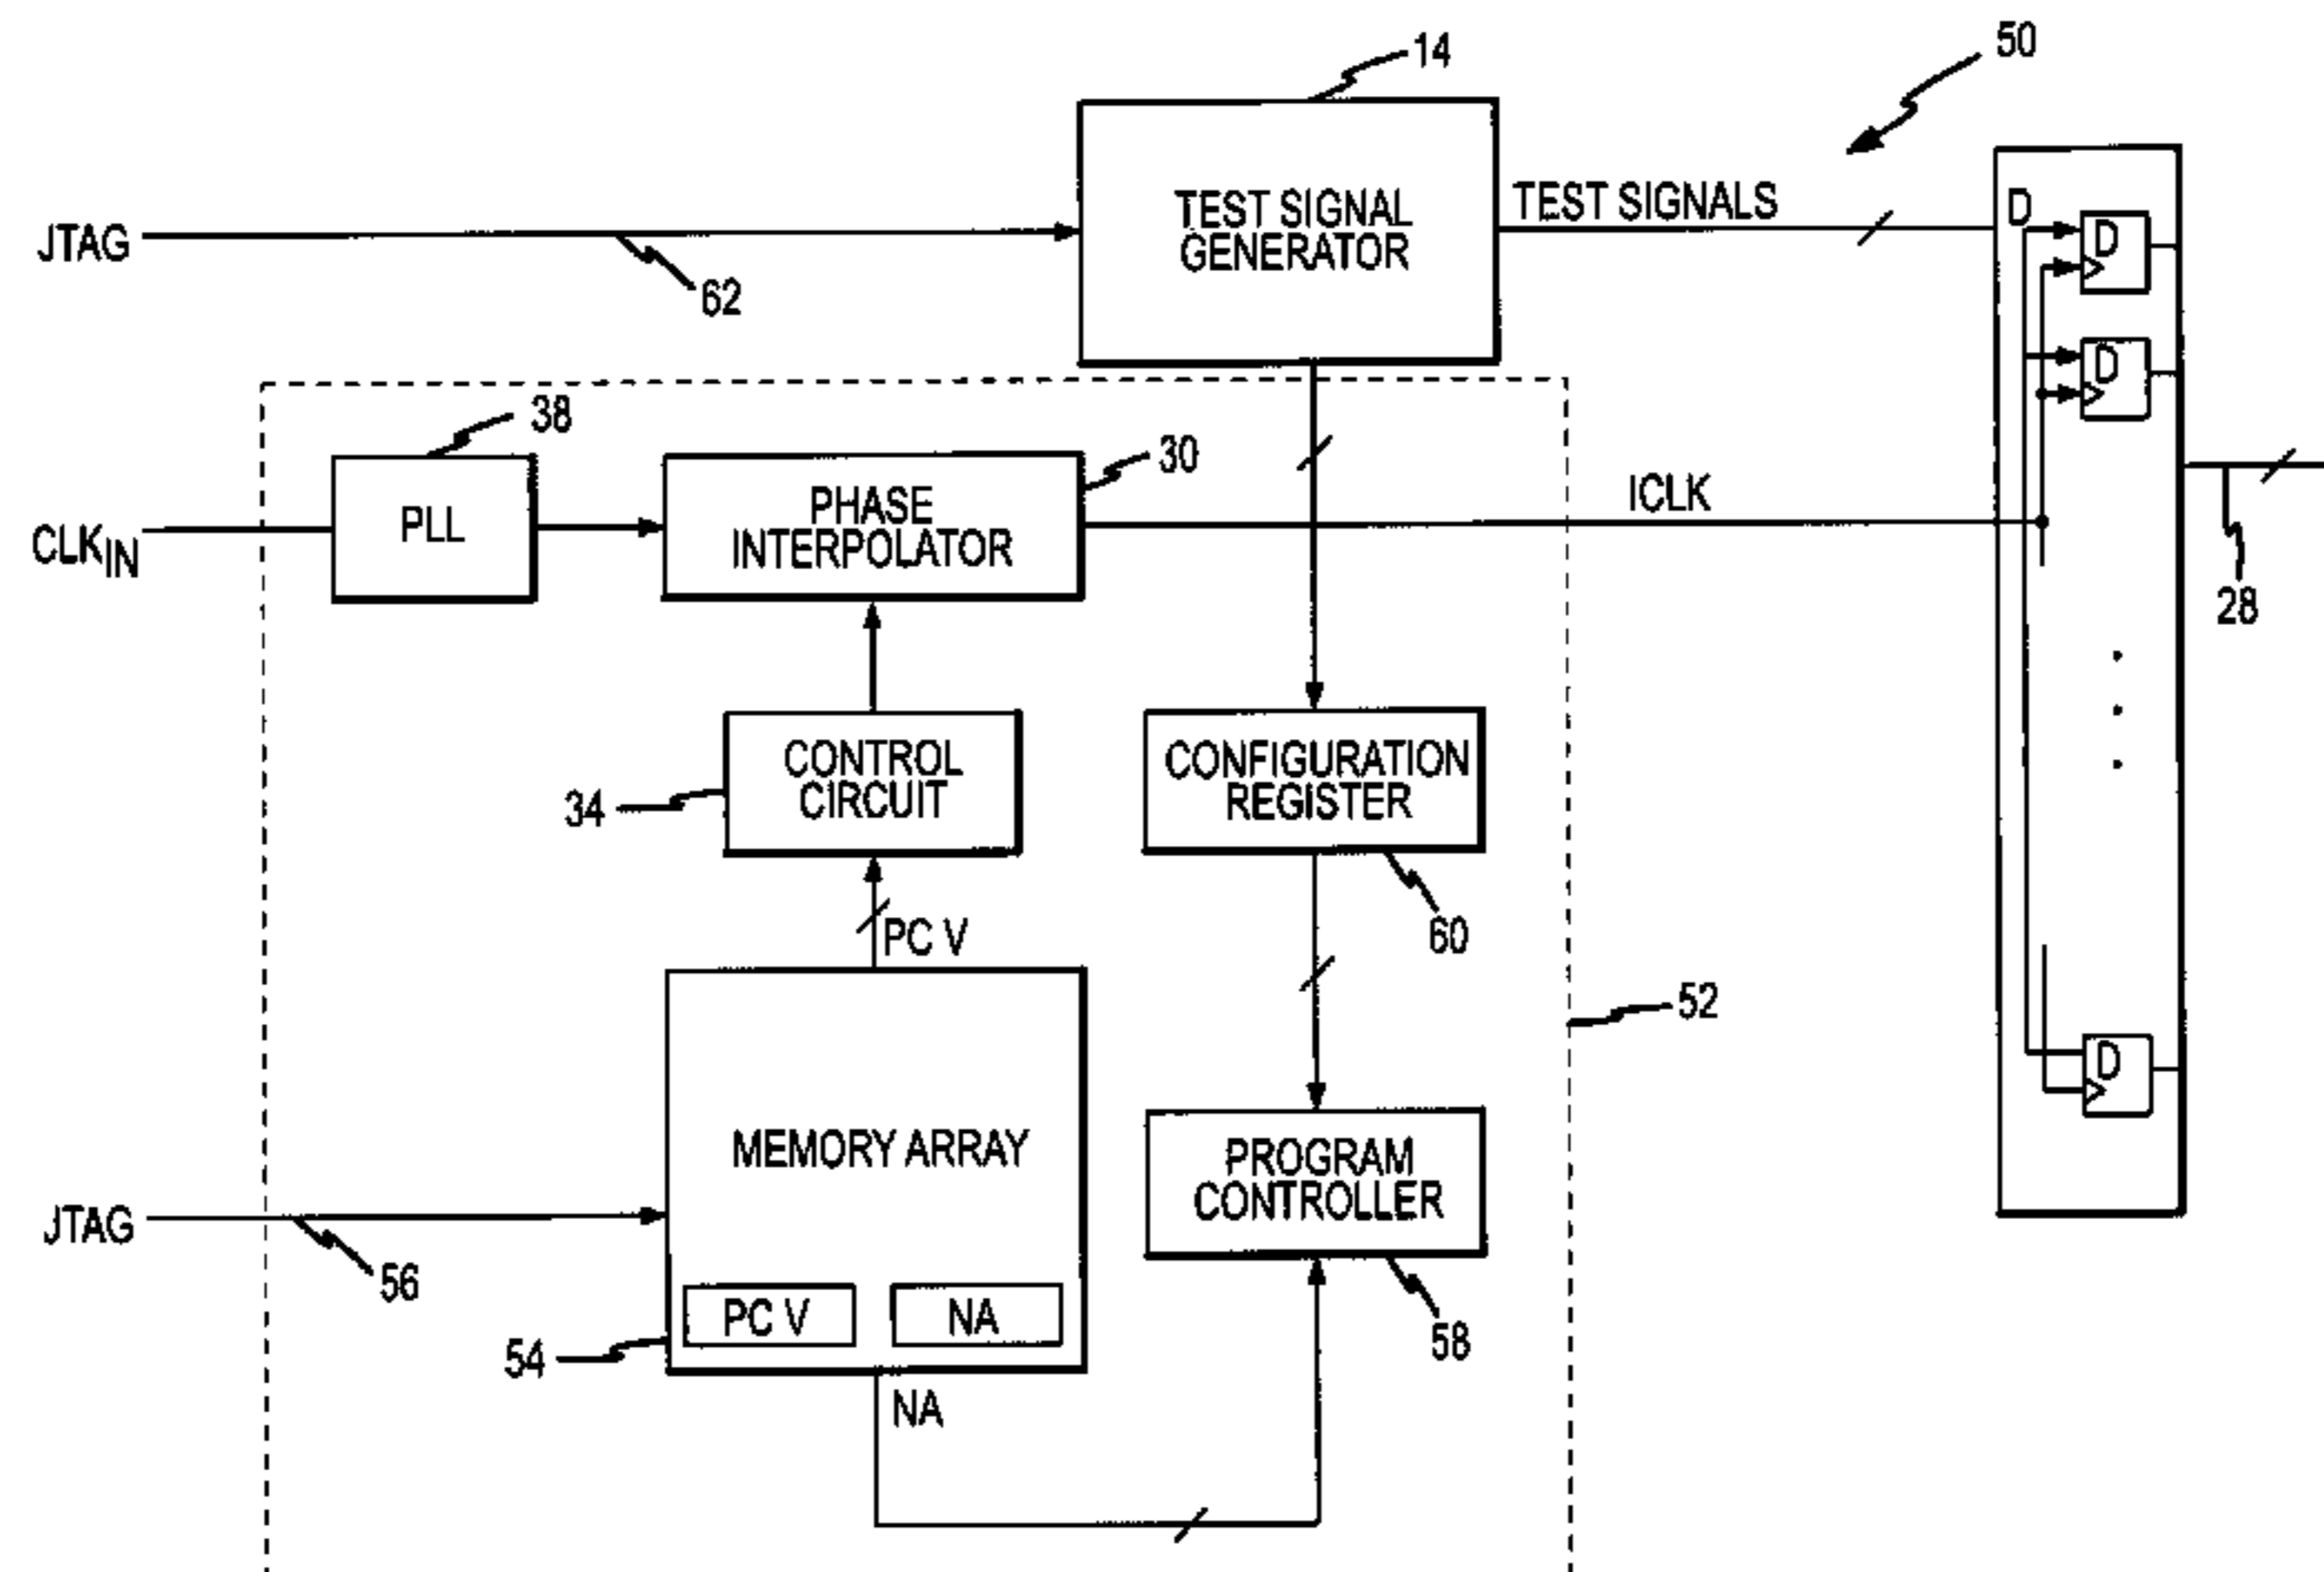 14
50
TEST SIGNAL
GENERATOR
TEST SIGNALS
D
D
JTAG
62
D
38
30
PLL
PHASE
INTERPOLATOR
ICLK
CLKIN
28
CONTROL
CIRCUIT
34
CONFIGURATION
REGISTER
60
PC V
52
MEMORY ARRAY
D
PROGRAM
CONTROLLER
JTAG
56
PC V
NA
54
58
NA